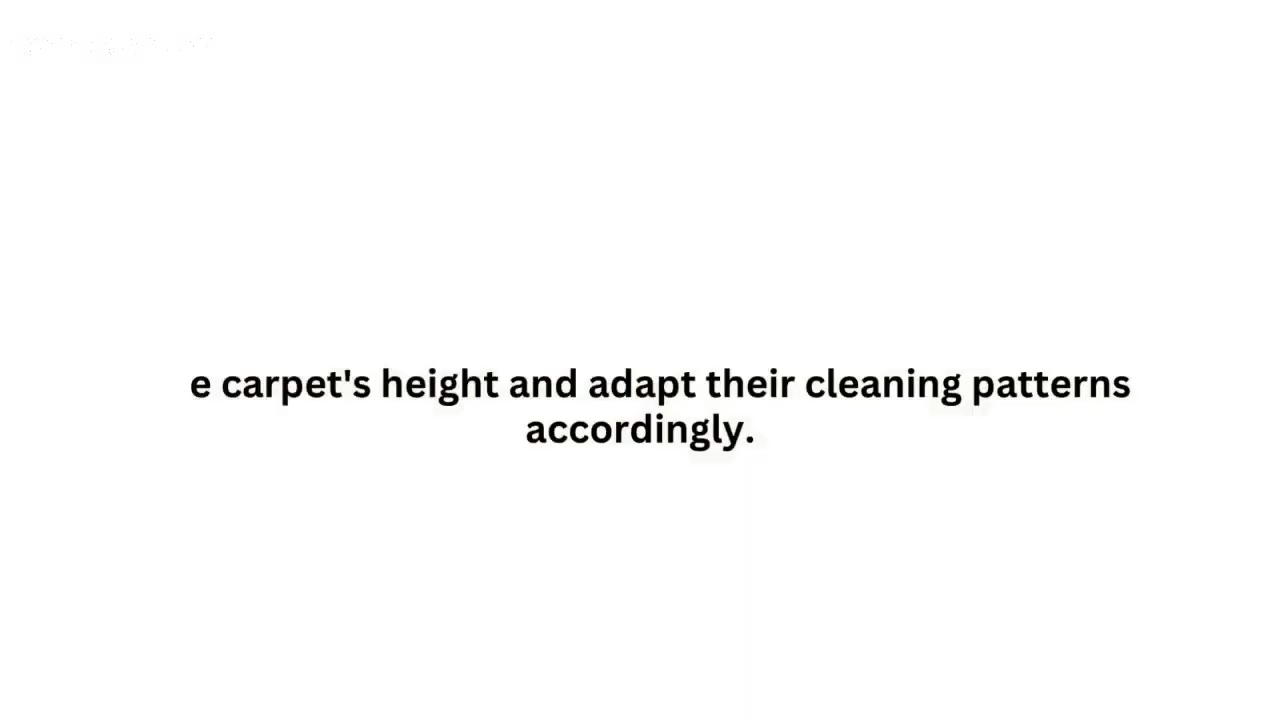 e carpet's height and adapt their cleaning patterns
accordingly.